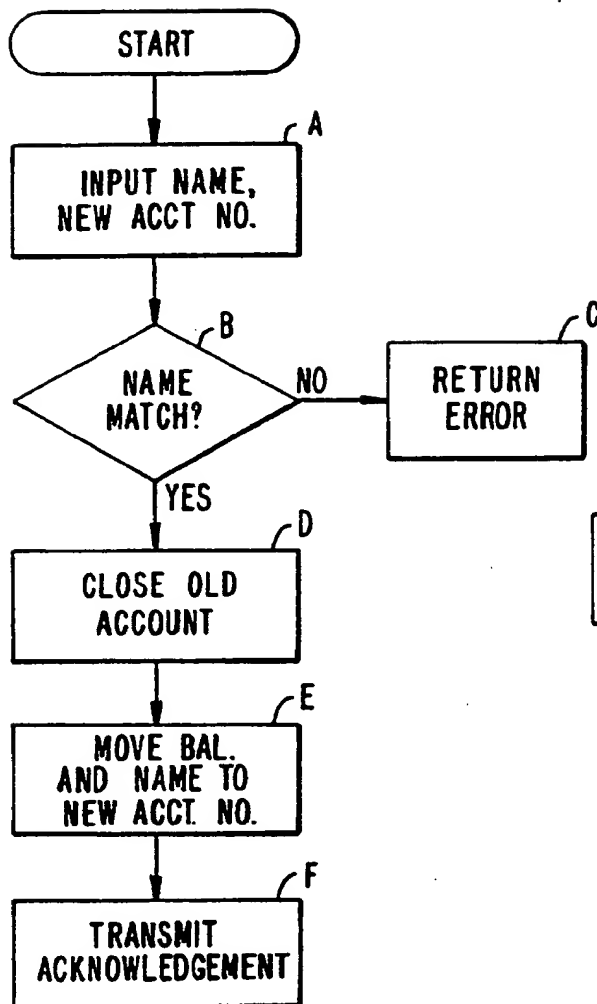 START
A
INPUT NAME,
NEW ACCT NO.
B
NAME
MATCH?
NO
C
RETURN
ERROR
YES
D
CLOSE OLD
ACCOUNT
E
MOVE BAL.
AND NAME TO
NEW ACCT. NO.
F
TRANSMIT
ACKNOWLEDGEMENT